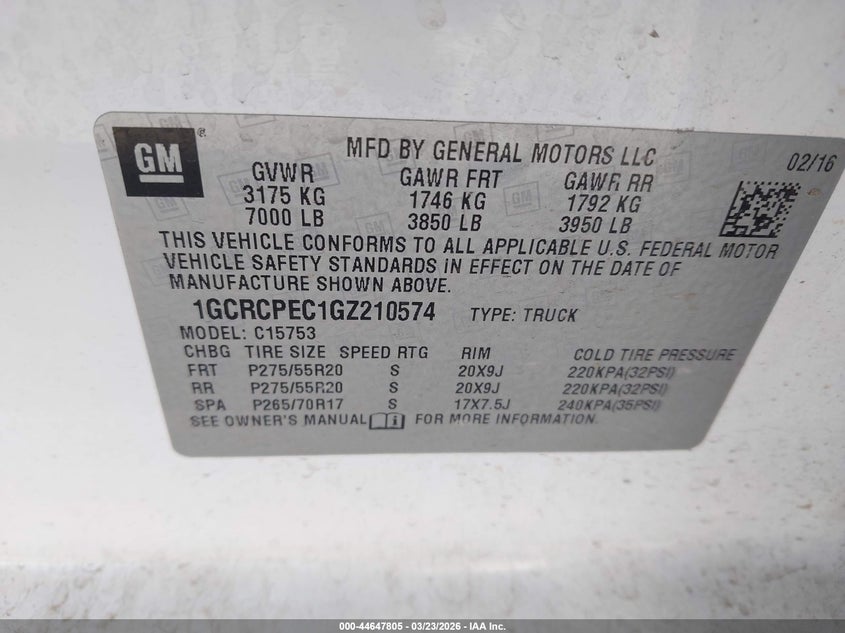 GM ®
MFD BY GENERAL MOTORS LLC
02/16
GVWR GAWR FRT GAWR RR
3175 KG 1746 KG 1792 KG
7000 LB 3850 LB 3950 LB
THIS VEHICLE CONFORMS TO ALL APPLICABLE U.S. FEDERAL MOTOR
VEHICLE SAFETY STANDARDS IN EFFECT ON THE DATE OF
MANUFACTURE SHOWN ABOVE.
1GCRCPEC1GZ210574 TYPE: TRUCK
MODEL: C15753
CHBG TIRE SIZE SPEED RTG RIM COLD TIRE PRESSURE
FRT P275/55R20 S 20X9J 220KPA(32PSI)
RR P275/55R20 S 20X9J 220KPA(32PSI)
SPA P265/70R17 S 17X7.5J 240KPA(35PSI)
SEE OWNER'S MANUAL i FOR MORE INFORMATION.
000-44647805 - 03/23/2026 - IAA Inc.